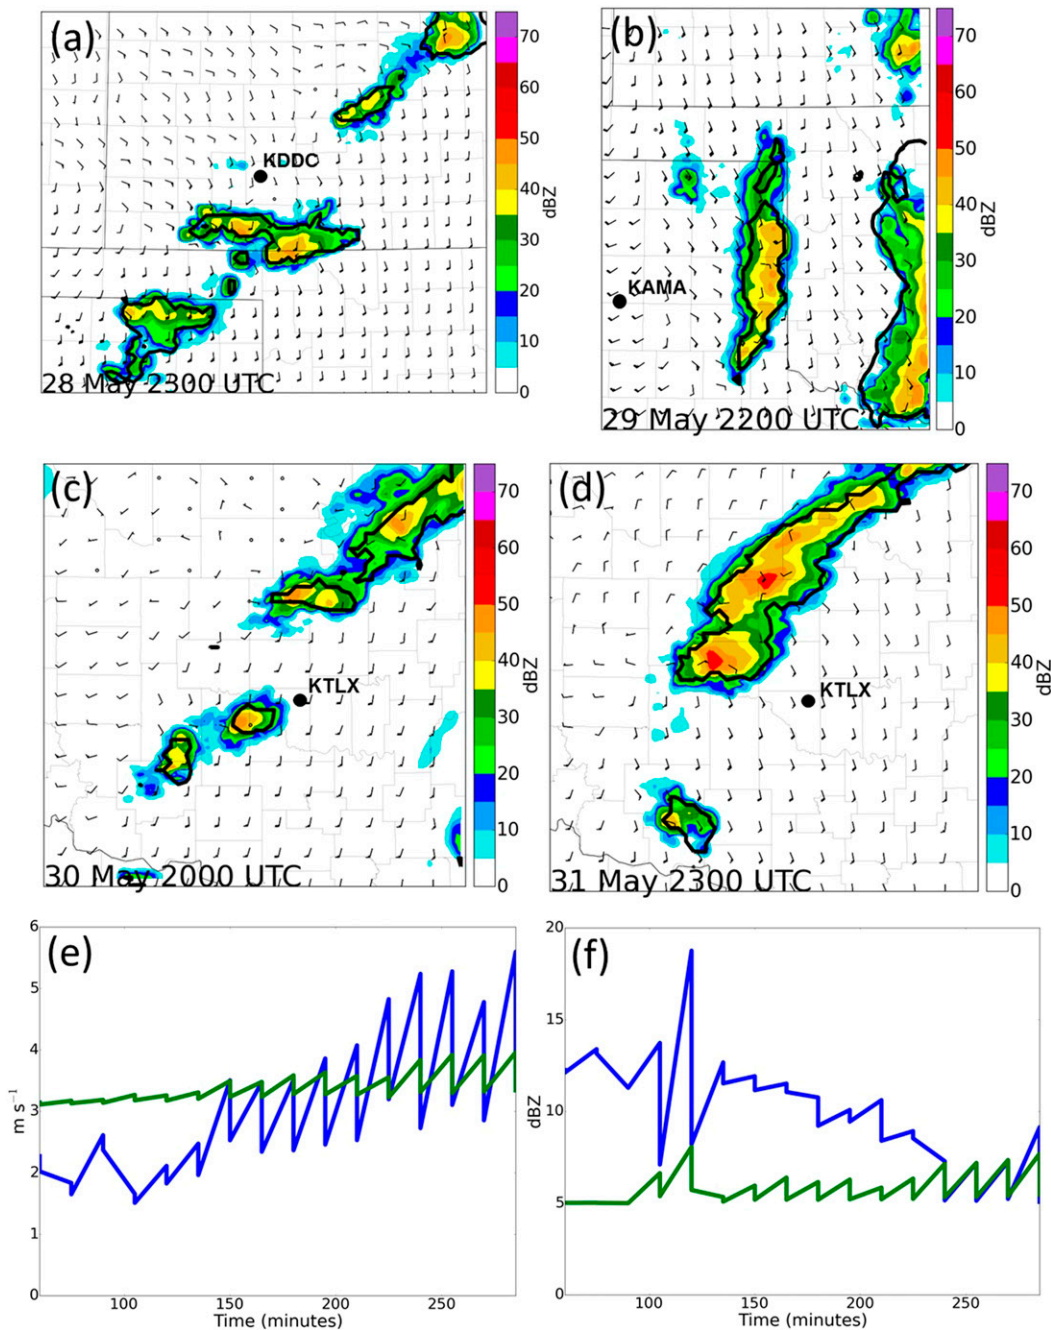 (a)
KDDC
28 May 2300 UTC
70
60
50
40
30
20
10
0
dBZ
(b)
KAMA
29 May 2200 UTC
70
60
50
40
30
20
10
0
dBZ
(c)
KTLX
30 May 2000 UTC
70
60
50
40
30
20
10
0
dBZ
(d)
KTLX
31 May 2300 UTC
70
60
50
40
30
20
10
0
dBZ
(e)
6
5
4
3
2
1
0
m s⁻¹
100 150 200 250
Time (minutes)
(f)
20
15
10
5
0
dBZ
100 150 200 250
Time (minutes)